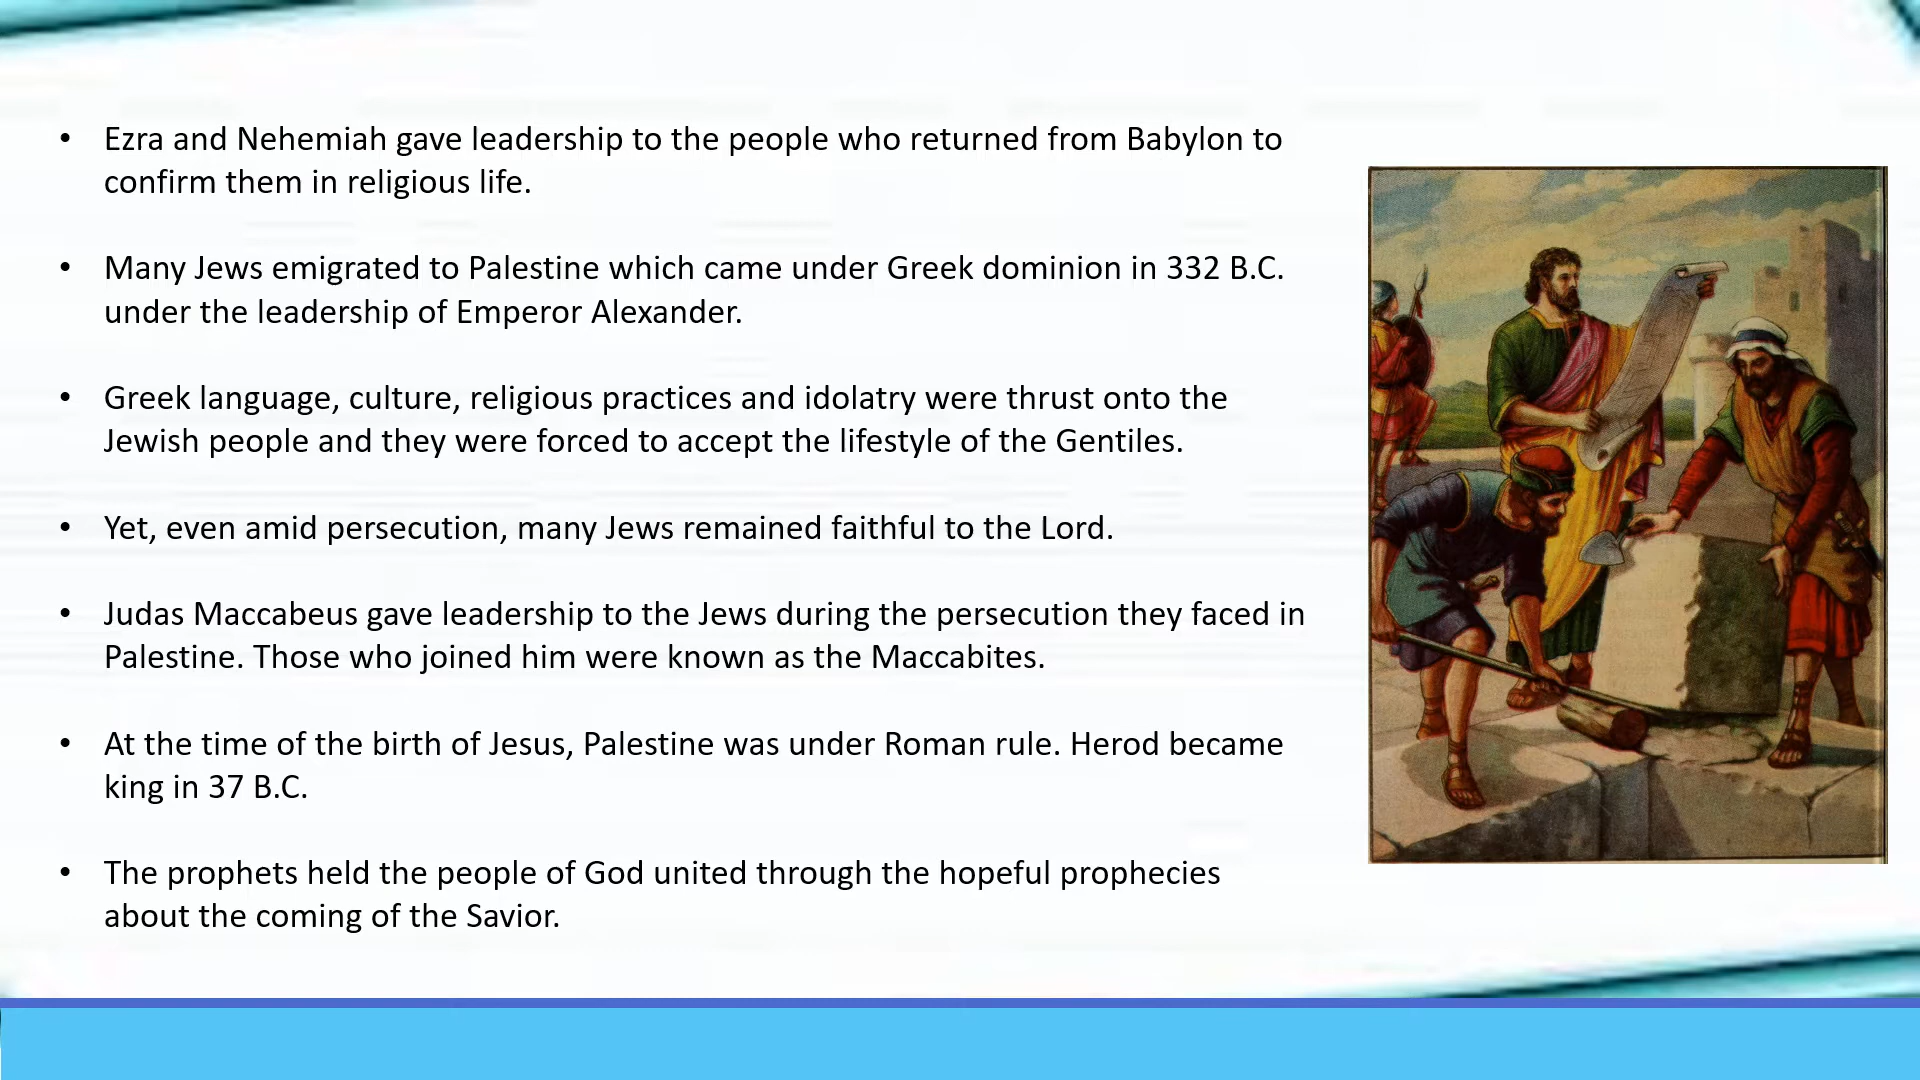 • Ezra and Nehemiah gave leadership to the people who returned from Babylon to
confirm them in religious life.
• Many Jews emigrated to Palestine which came under Greek dominion in 332 B.C.
under the leadership of Emperor Alexander.
• Greek language, culture, religious practices and idolatry were thrust onto the
Jewish people and they were forced to accept the lifestyle of the Gentiles.
• Yet, even amid persecution, many Jews remained faithful to the Lord.
• Judas Maccabeus gave leadership to the Jews during the persecution they faced in
Palestine. Those who joined him were known as the Maccabites.
• At the time of the birth of Jesus, Palestine was under Roman rule. Herod became
king in 37 B.C.
• The prophets held the people of God united through the hopeful prophecies
about the coming of the Savior.